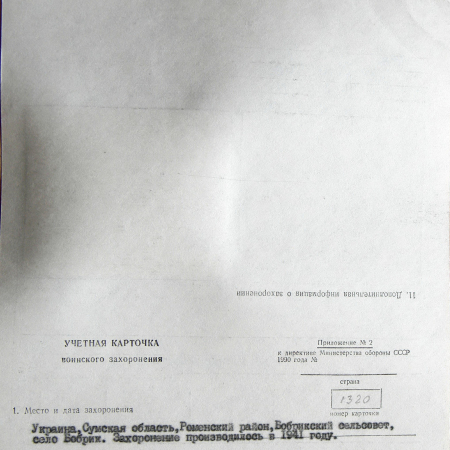 11. Дополнительная информация о захоронении
УЧЕТНАЯ КАРТОЧКА
воинского захоронения
Приложение № 2
к директиве Министерства обороны СССР
1990 года №
страна
1320
номер карточки
1. Место и дата захоронения
Украина,Сумская область,Роменский район,Бобрикский сельсовет,
село Бобрик. Захоронение производилось в 1941 году.